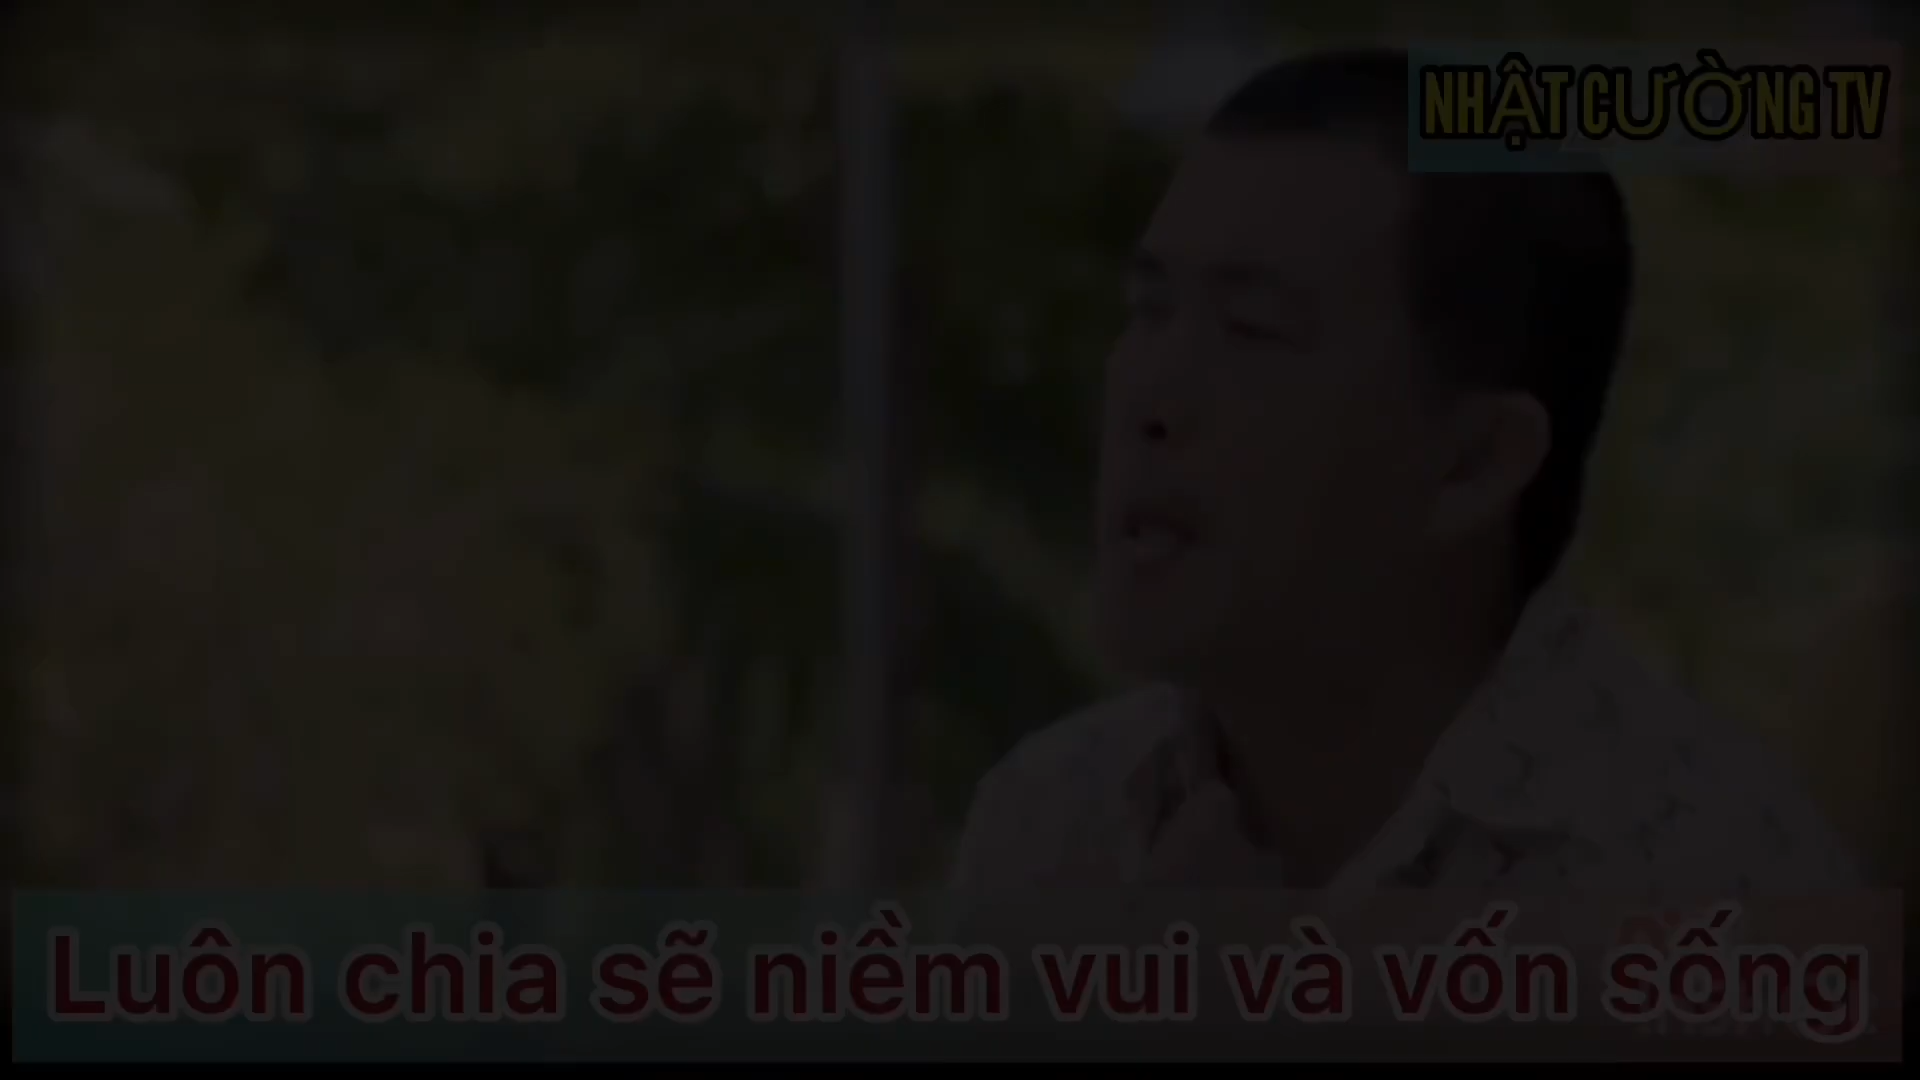 NHẬT CƯỜNG TV
Luôn chia sẽ niềm vui và vốn sống